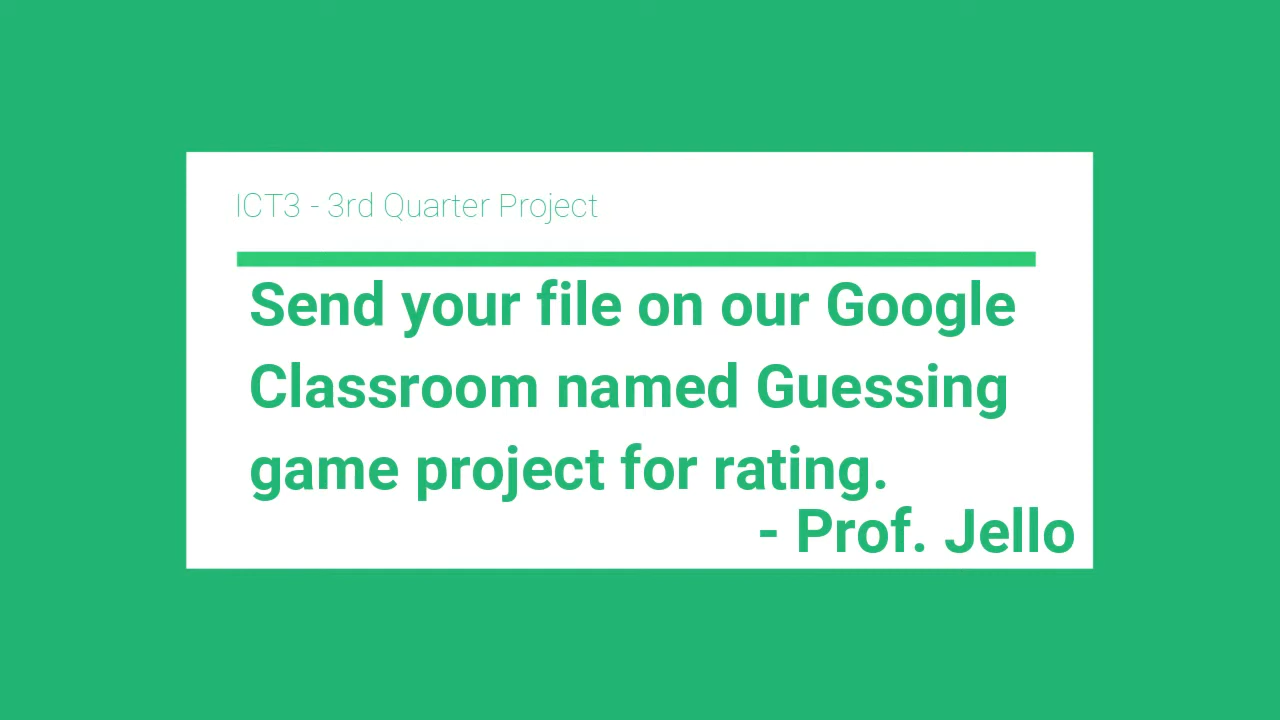 ICT3 - 3rd Quarter Project
Send your file on our Google
Classroom named Guessing
game project for rating.
- Prof. Jello